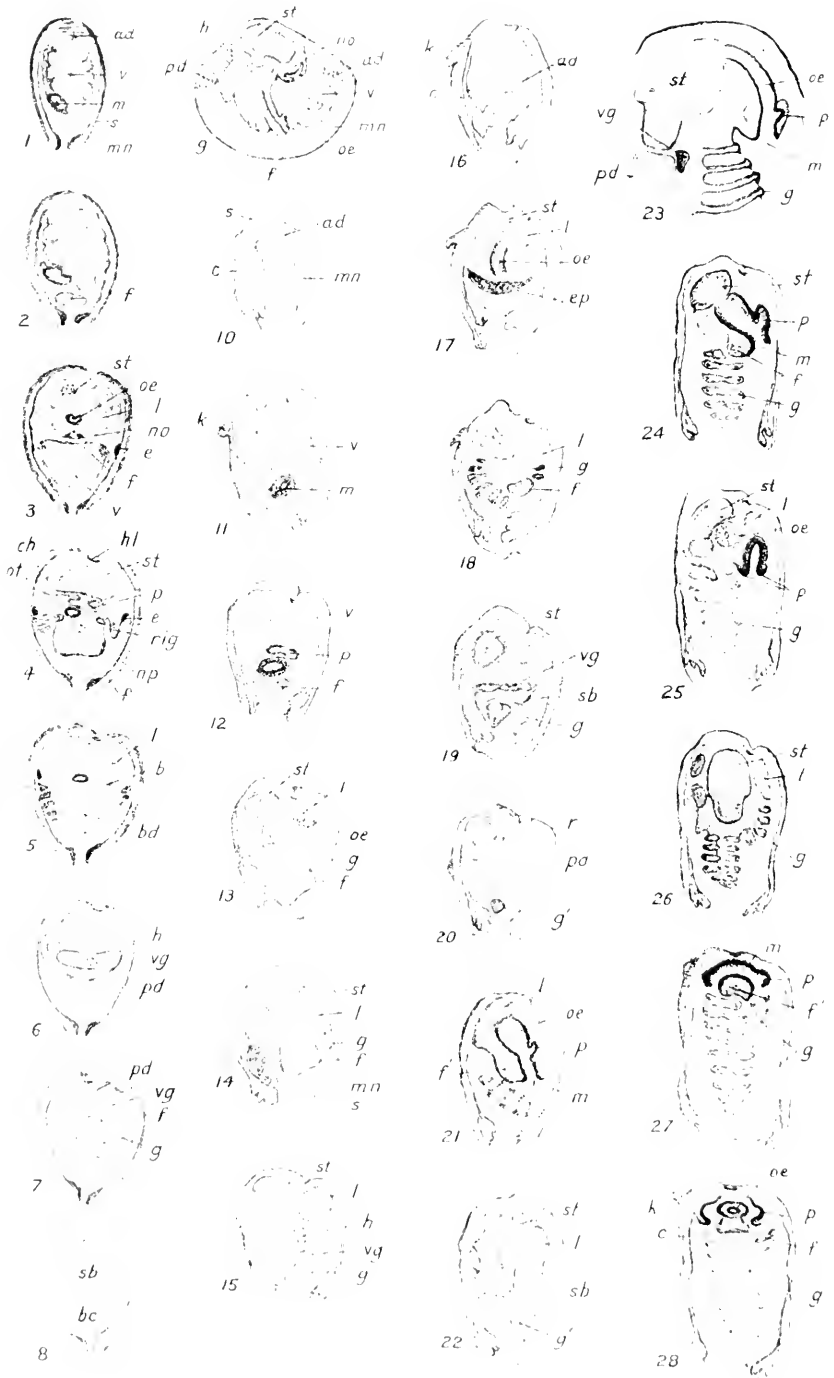 ad
v
m
s
mn
1
f
2
st
oe
l
no
e
f
v
3
ch
hl
ot
st
p
e
rig
np
f
4
l
b
bd
5
h
vg
pd
6
pd
vg
f
g
7
sb
bc
8
st
h
no
pd
ad
v
mn
oe
9
f
s
ad
c
mn
10
k
v
m
11
v
p
f
12
st
l
oe
g
f
13
st
l
g
f
mn
s
14
st
l
h
vg
g
15
k
ad
c
16
st
l
oe
ep
17
l
g
f
18
st
vg
sb
g
19
r
pa
g'
20
l
oe
p
f
m
21
st
l
sb
g'
22
oe
st
p
vg
m
pd
g
23
st
p
m
f
g
24
st
l
oe
p
g
25
st
l
g
26
m
p
f
g
27
oe
k
p
c
f
g
28